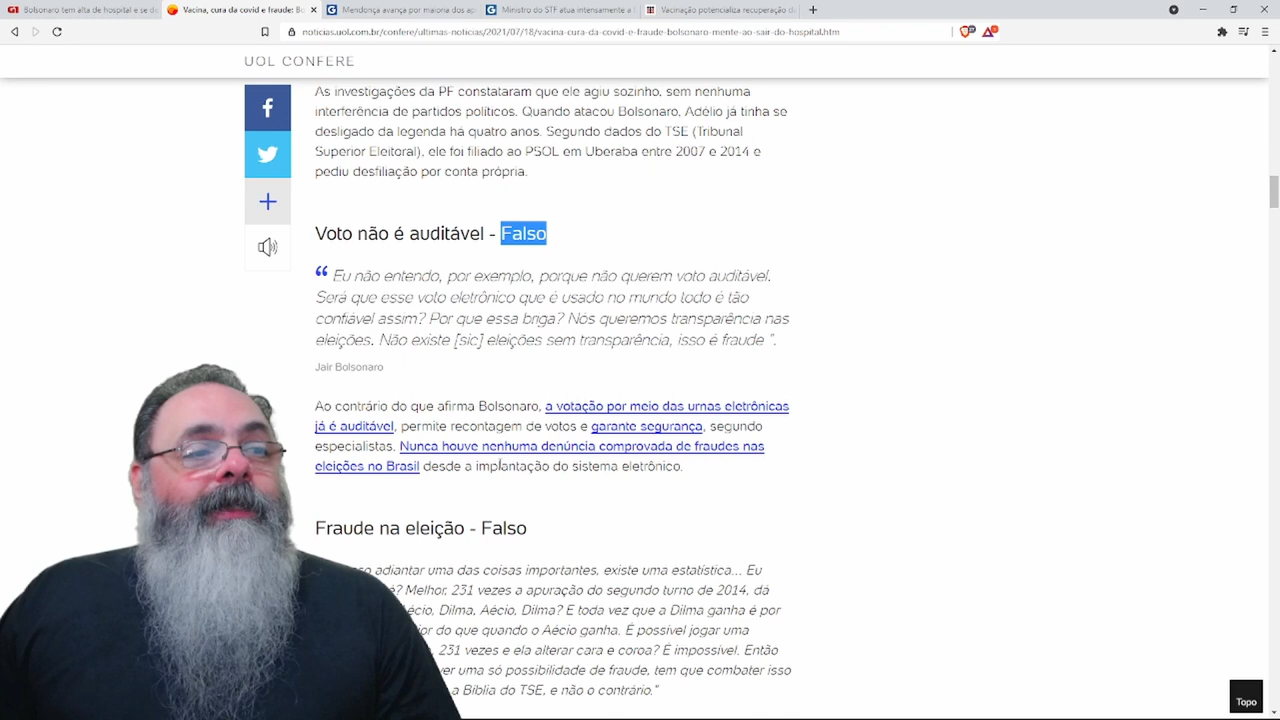 Bolsonaro tem alta de hospital e se di
Vacina, cura da covid e fraude: Bo
Mendonça avança por maioria dos ap
Ministro do STF atua intensamente a
Vacinação potencializa recuperação d
noticias.uol.com.br/confere/ultimas-noticias/2021/07/18/vacina-cura-da-covid-e-fraude-bolsonaro-mente-ao-sair-do-hospital.htm
UOL CONFERE
As investigações da PF constataram que ele agiu sozinho, sem nenhuma
interferência de partidos políticos. Quando atacou Bolsonaro, Adélio já tinha se
desligado da legenda há quatro anos. Segundo dados do TSE (Tribunal
Superior Eleitoral), ele foi filiado ao PSOL em Uberaba entre 2007 e 2014 e
pediu desfiliação por conta própria.
Voto não é auditável - Falso
“ Eu não entendo, por exemplo, porque não querem voto auditável.
Será que esse voto eletrônico que é usado no mundo todo é tão
confiável assim? Por que essa briga? Nós queremos transparência nas
eleições. Não existe [sic] eleições sem transparência, isso é fraude ".
Jair Bolsonaro
Ao contrário do que afirma Bolsonaro, a votação por meio das urnas eletrônicas
já é auditável, permite recontagem de votos e garante segurança, segundo
especialistas. Nunca houve nenhuma denúncia comprovada de fraudes nas
eleições no Brasil desde a implantação do sistema eletrônico.
Fraude na eleição - Falso
adiantar uma das coisas importantes, existe uma estatística... Eu
é? Melhor, 231 vezes a apuração do segundo turno de 2014, dá
Aécio, Dilma, Aécio, Dilma? E toda vez que a Dilma ganha é por
do que quando o Aécio ganha. É possível jogar uma
231 vezes e ela alterar cara e coroa? É impossível. Então
uma só possibilidade de fraude, tem que combater isso
a Bíblia do TSE, e não o contrário."
Topo